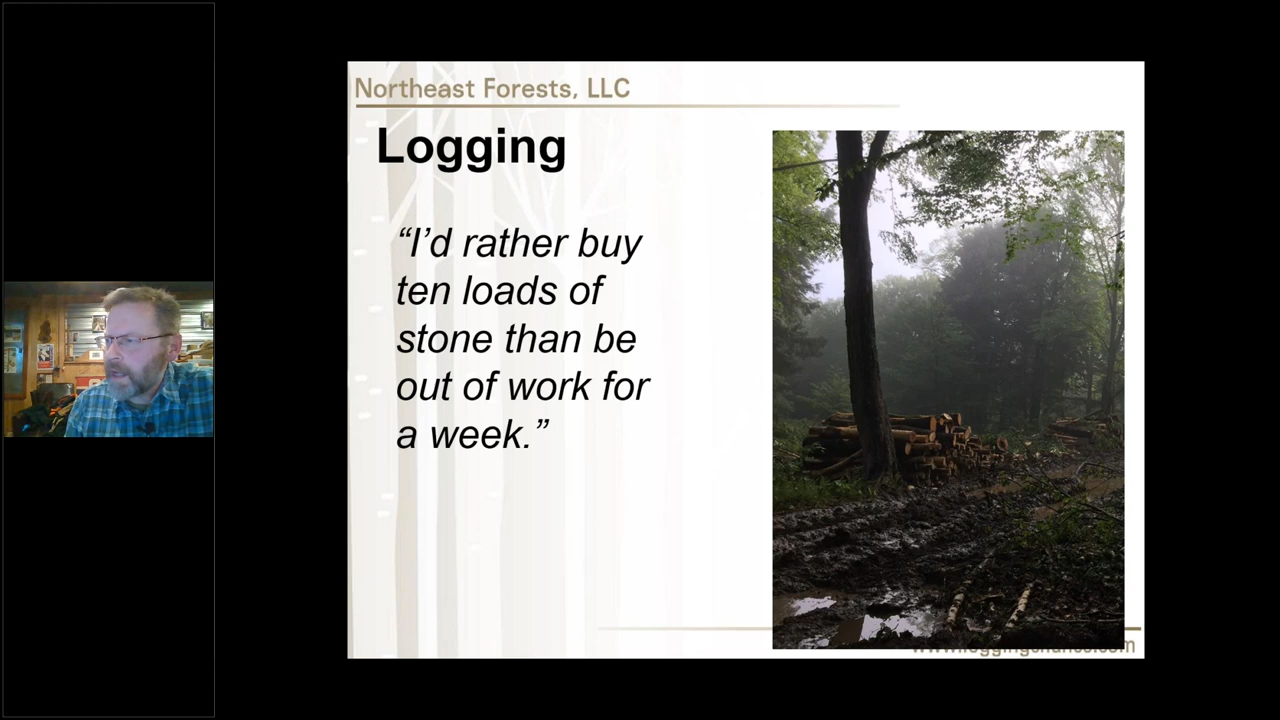 Northeast Forests, LLC
Logging
“I’d rather buy
ten loads of
stone than be
out of work for
a week.”